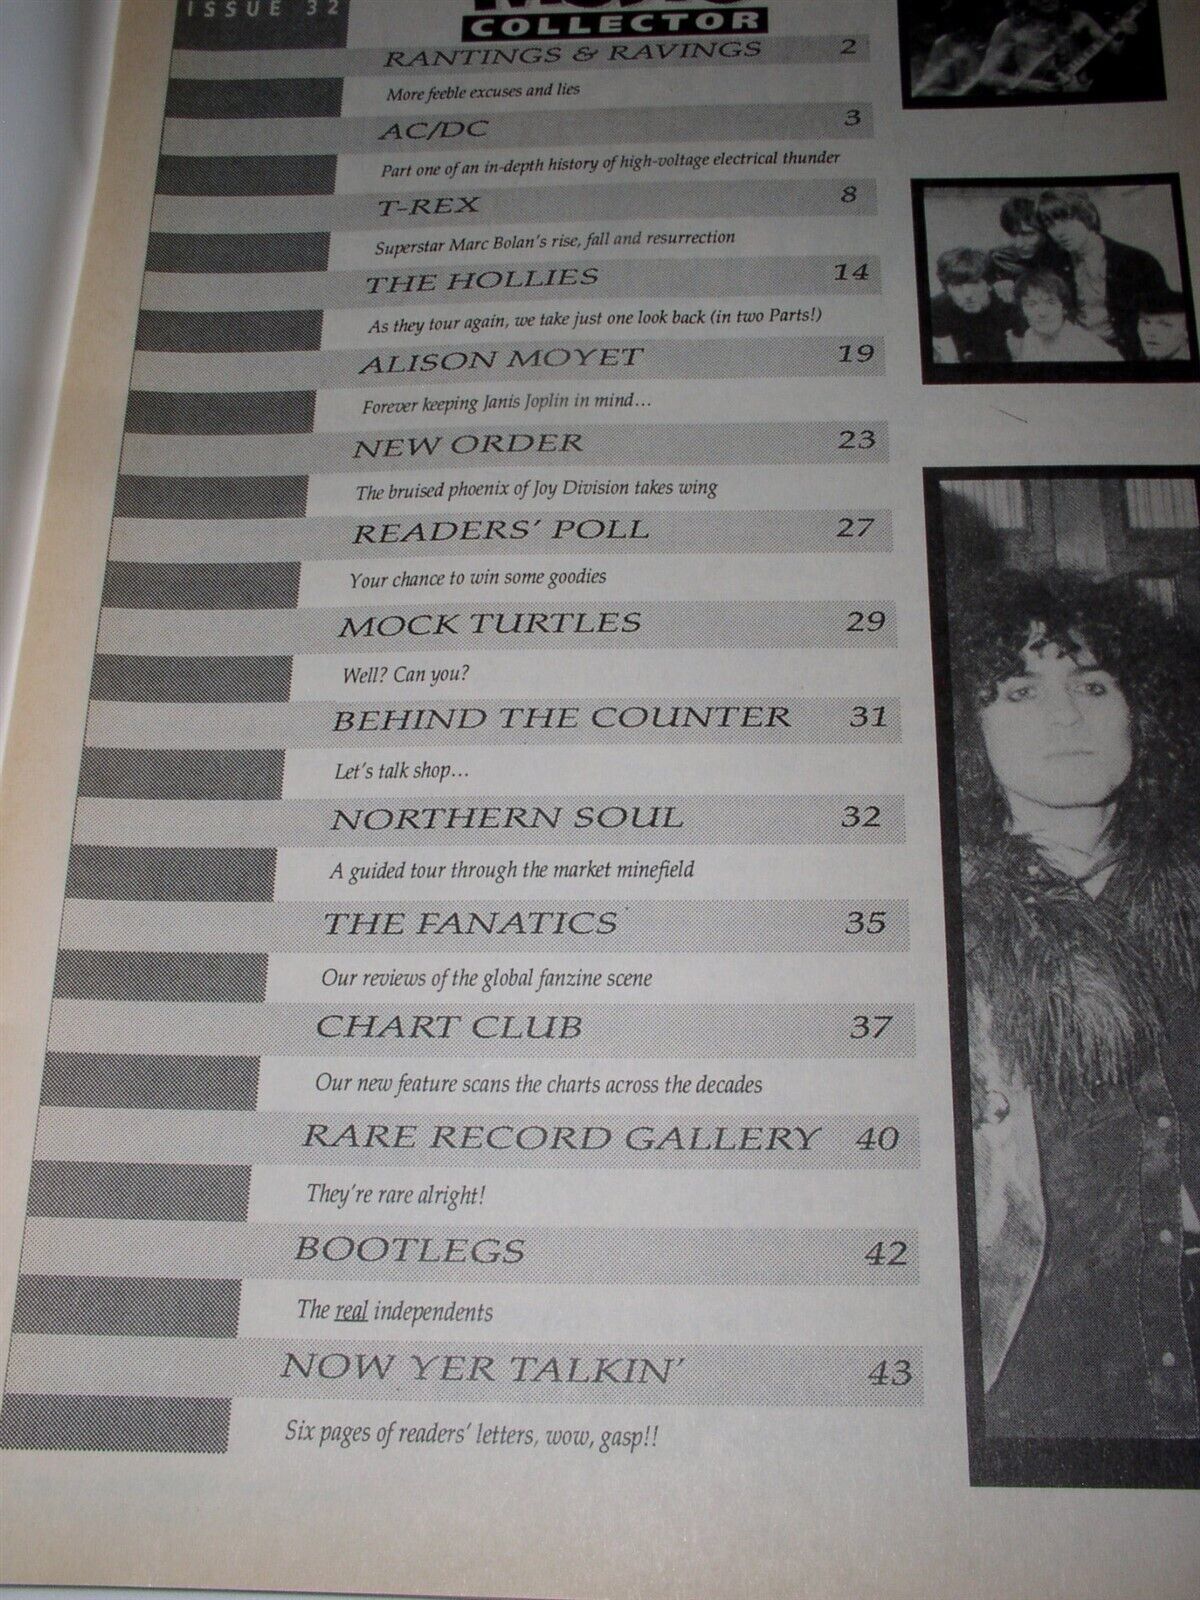 ISSUE 32
COLLECTOR
RANTINGS & RAVINGS 2
More feeble excuses and lies
AC/DC 3
Part one of an in-depth history of high-voltage electrical thunder
T-REX 8
Superstar Marc Bolan's rise, fall and resurrection
THE HOLLIES 14
As they tour again, we take just one look back (in two Parts!)
ALISON MOYET 19
Forever keeping Janis Joplin in mind...
NEW ORDER 23
The bruised phoenix of Joy Division takes wing
READERS' POLL 27
Your chance to win some goodies
MOCK TURTLES 29
Well? Can you?
BEHIND THE COUNTER 31
Let's talk shop...
NORTHERN SOUL 32
A guided tour through the market minefield
THE FANATICS 35
Our reviews of the global fanzine scene
CHART CLUB 37
Our new feature scans the charts across the decades
RARE RECORD GALLERY 40
They're rare alright!
BOOTLEGS 42
The real independents
NOW YER TALKIN' 43
Six pages of readers' letters, wow, gasp!!